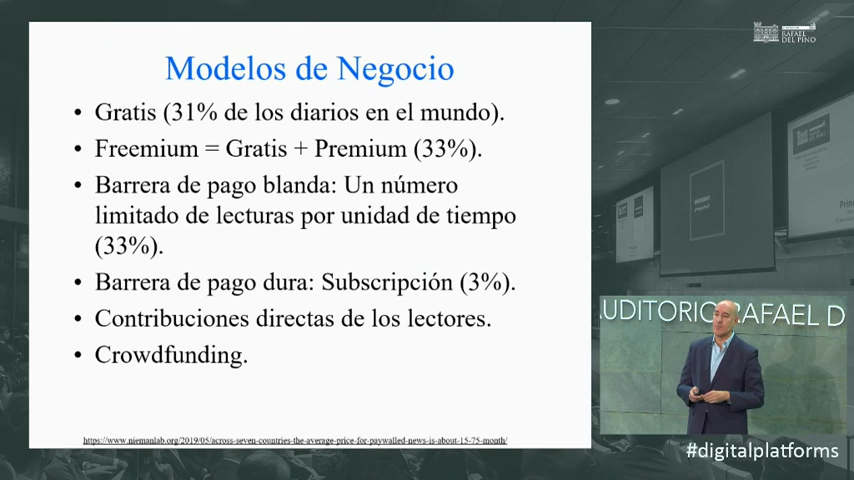 Modelos de Negocio
• Gratis (31% de los diarios en el mundo).
• Freemium = Gratis + Premium (33%).
• Barrera de pago blanda: Un número
limitado de lecturas por unidad de tiempo
(33%).
• Barrera de pago dura: Subscripción (3%).
• Contribuciones directas de los lectores.
• Crowdfunding.
https://www.niemanlab.org/2019/05/across-seven-countries-the-average-price-for-paywalled-news-is-about-15-75-month/
RAFAEL
DEL PINO
AUDITORIO RAFAEL D
#digitalplatforms